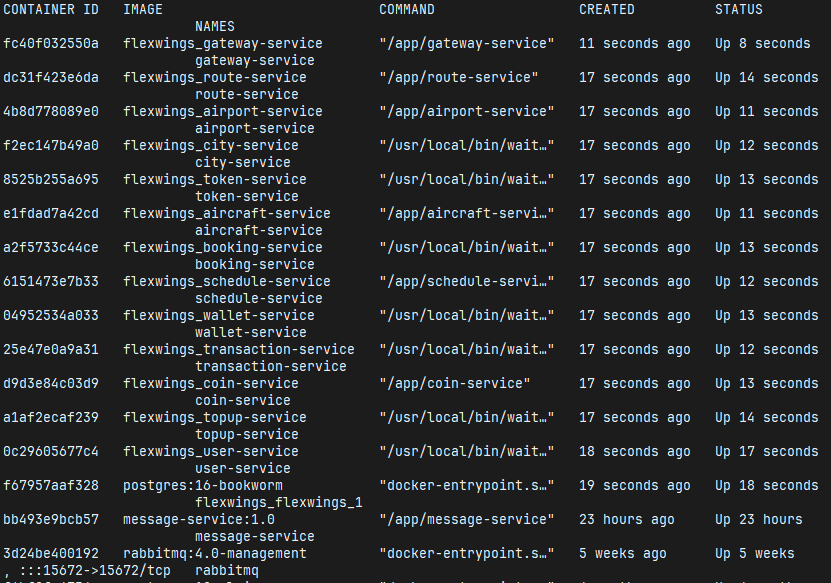 CONTAINER ID   IMAGE                           COMMAND                  CREATED          STATUS
NAMES
fc40f032550a   flexwings_gateway-service       "/app/gateway-service"   11 seconds ago   Up 8 seconds
gateway-service
dc31f423e6da   flexwings_route-service         "/app/route-service"     17 seconds ago   Up 14 seconds
route-service
4b8d778089e0   flexwings_airport-service       "/app/airport-service"   17 seconds ago   Up 11 seconds
airport-service
f2ec147b49a0   flexwings_city-service          "/usr/local/bin/wait…"   17 seconds ago   Up 12 seconds
city-service
8525b255a695   flexwings_token-service         "/usr/local/bin/wait…"   17 seconds ago   Up 13 seconds
token-service
e1fdad7a42cd   flexwings_aircraft-service      "/app/aircraft-servi…"   17 seconds ago   Up 11 seconds
aircraft-service
a2f5733c44ce   flexwings_booking-service       "/usr/local/bin/wait…"   17 seconds ago   Up 13 seconds
booking-service
6151473e7b33   flexwings_schedule-service      "/app/schedule-servi…"   17 seconds ago   Up 12 seconds
schedule-service
04952534a033   flexwings_wallet-service        "/usr/local/bin/wait…"   17 seconds ago   Up 13 seconds
wallet-service
25e47e0a9a31   flexwings_transaction-service   "/usr/local/bin/wait…"   17 seconds ago   Up 12 seconds
transaction-service
d9d3e84c03d9   flexwings_coin-service          "/app/coin-service"      17 seconds ago   Up 13 seconds
coin-service
a1af2ecaf239   flexwings_topup-service         "/usr/local/bin/wait…"   17 seconds ago   Up 14 seconds
topup-service
0c29605677c4   flexwings_user-service          "/usr/local/bin/wait…"   18 seconds ago   Up 17 seconds
user-service
f67957aaf328   postgres:16-bookworm            "docker-entrypoint.s…"   19 seconds ago   Up 18 seconds
flexwings_flexwings_1
bb493e9bcb57   message-service:1.0             "/app/message-service"   23 hours ago     Up 23 hours
message-service
3d24be400192   rabbitmq:4.0-management         "docker-entrypoint.s…"   5 weeks ago      Up 5 weeks
, :::15672->15672/tcp   rabbitmq